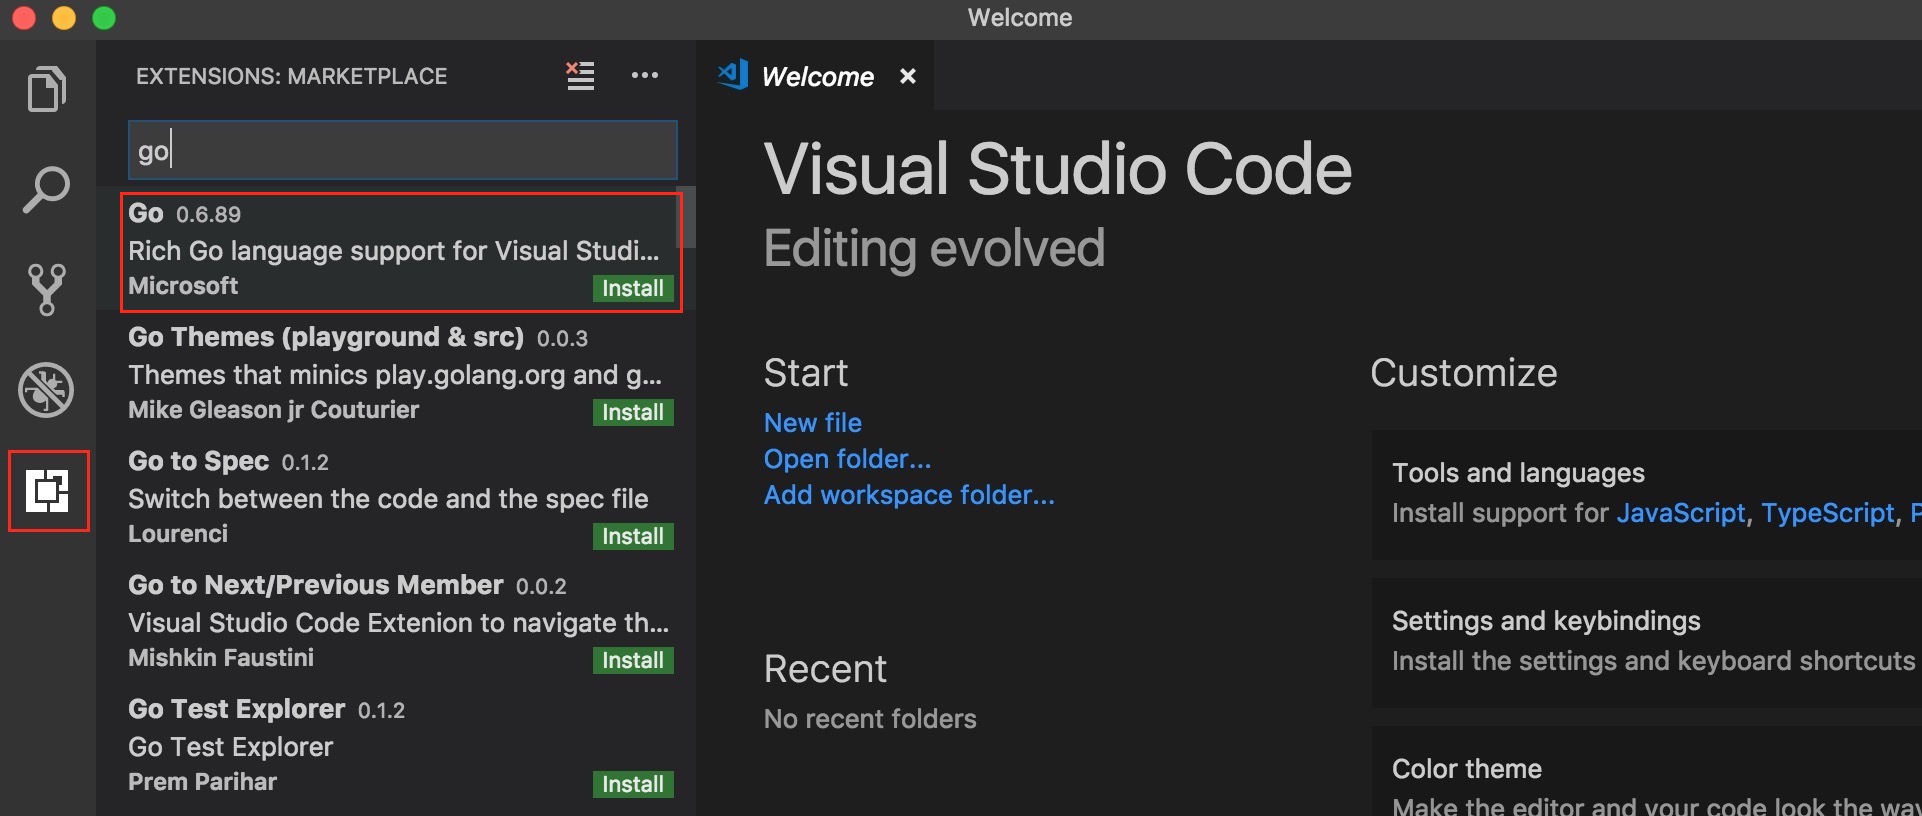 Welcome
EXTENSIONS: MARKETPLACE
go
Go 0.6.89
Rich Go language support for Visual Studi...
Microsoft
Install
Go Themes (playground & src) 0.0.3
Themes that minics play.golang.org and g...
Mike Gleason jr Couturier
Install
Go to Spec 0.1.2
Switch between the code and the spec file
Lourenci
Install
Go to Next/Previous Member 0.0.2
Visual Studio Code Extenion to navigate th...
Mishkin Faustini
Install
Go Test Explorer 0.1.2
Go Test Explorer
Prem Parihar
Install
Welcome
Visual Studio Code
Editing evolved
Start
New file
Open folder...
Add workspace folder...
Recent
No recent folders
Customize
Tools and languages
Install support for JavaScript, TypeScript, P
Settings and keybindings
Install the settings and keyboard shortcuts
Color theme
Make the editor and your code look the way